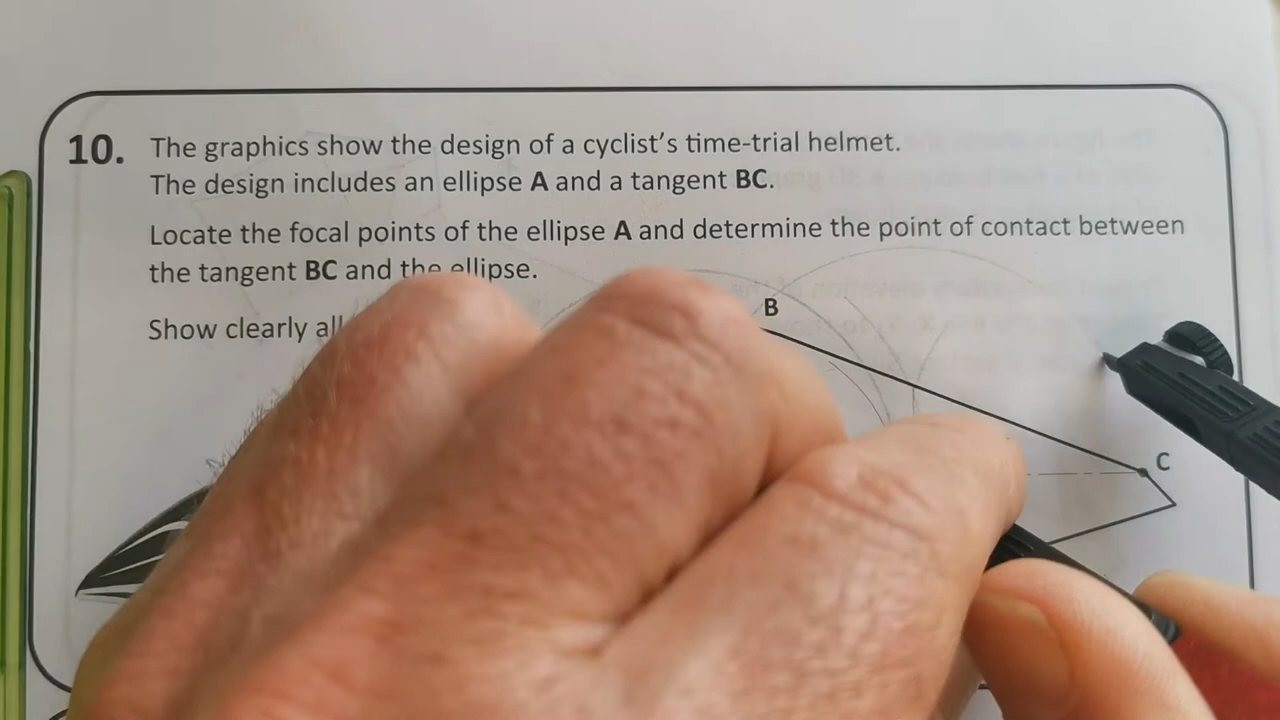 10. The graphics show the design of a cyclist's time-trial helmet.
The design includes an ellipse A and a tangent BC.
Locate the focal points of the ellipse A and determine the point of contact between
the tangent BC and the ellipse.
Show clearly all
B
C